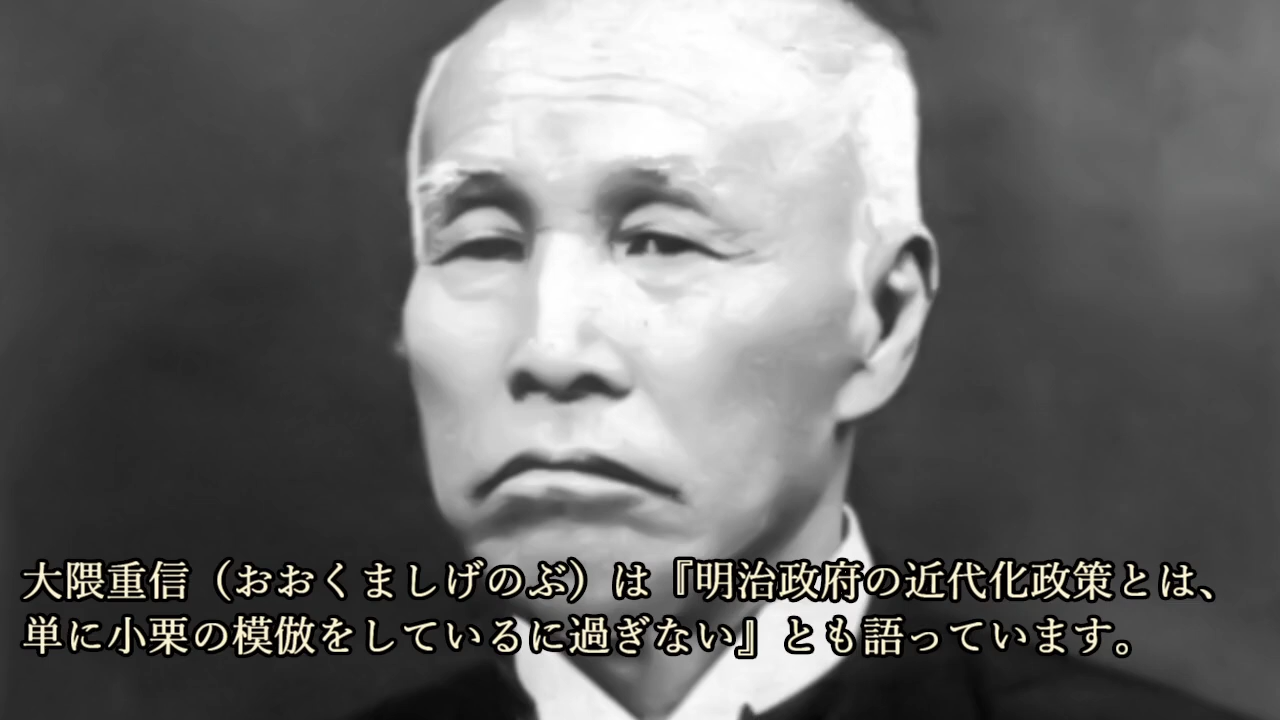 大隈重信（おおくましげのぶ）は『明治政府の近代化政策とは、
単に小栗の模倣をしているに過ぎない』とも語っています。